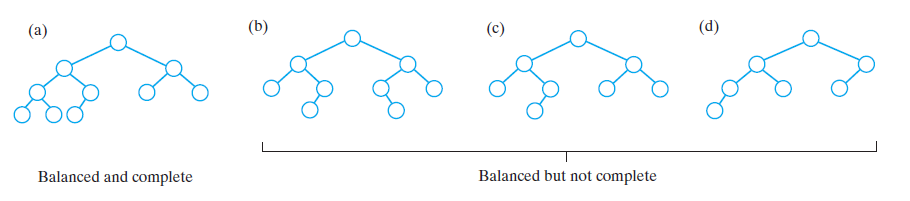 (a)
(b)
(c)
(d)
Balanced and complete
Balanced but not complete